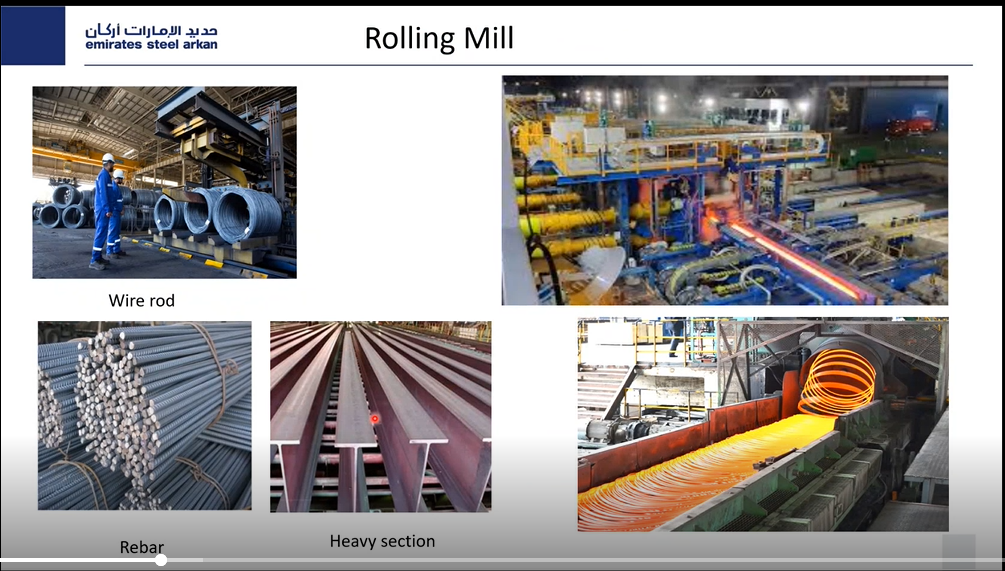 حديد الإمارات أركان
emirates steel arkan
Rolling Mill
Wire rod
Rebar
Heavy section